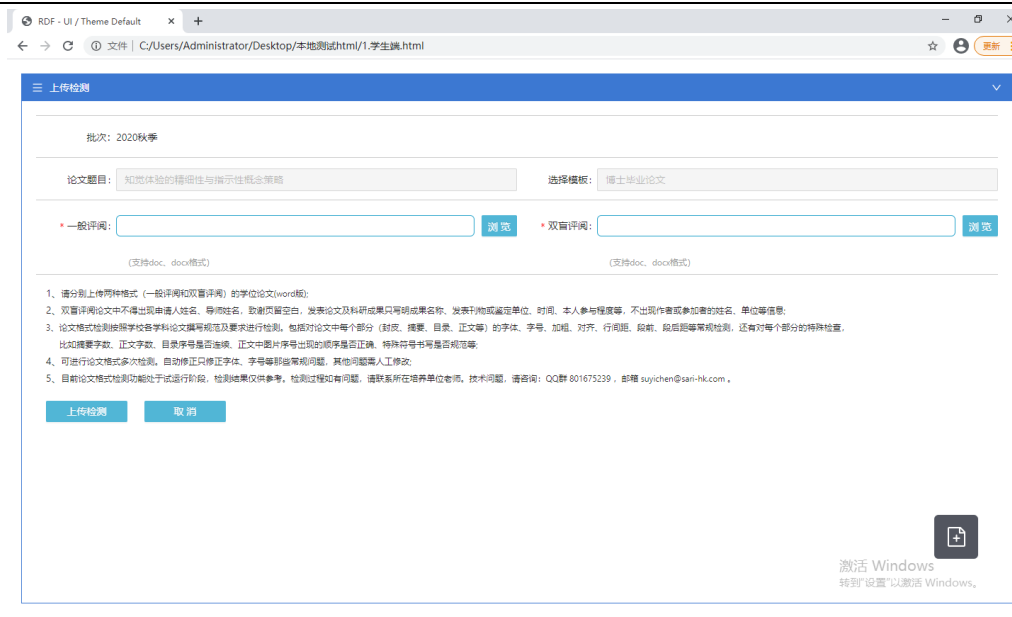 RDF - UI / Theme Default
文件 | C:/Users/Administrator/Desktop/本地测试html/1.学生端.html
更新
上传检测
批次：2020秋季
论文题目： 知觉体验的精细性与指示性概念策略 选择模板： 博士毕业论文
* 一般评阅： 浏 览 * 双盲评阅： 浏 览
(支持doc、docx格式) (支持doc、docx格式)
1、请分别上传两种格式（一般评阅和双盲评阅）的学位论文(word版);
2、双盲评阅论文中不得出现申请人姓名、导师姓名，致谢页留空白，发表论文及科研成果只写明成果名称、发表刊物或鉴定单位、时间、本人参与程度等，不出现作者或参加者的姓名、单位等信息;
3、论文格式检测按照学校各学科论文撰写规范及要求进行检测。包括对论文中每个部分（封皮、摘要、目录、正文等）的字体、字号、加粗、对齐、行间距、段前、段后距等常规检测，还有对每个部分的特殊检查，
比如摘要字数、正文字数、目录序号是否连续、正文中图片序号出现的顺序是否正确、特殊符号书写是否规范等;
4、可进行论文格式多次检测。自动修正只修正字体、字号等那些常规问题，其他问题需人工修改;
5、目前论文格式检测功能处于试运行阶段，检测结果仅供参考。检测过程如有问题，请联系所在培养单位老师。技术问题，请咨询：QQ群 801675239 ，邮箱 suyichen@sari-hk.com 。
上传检测 取 消
激活 Windows
转到"设置"以激活 Windows。